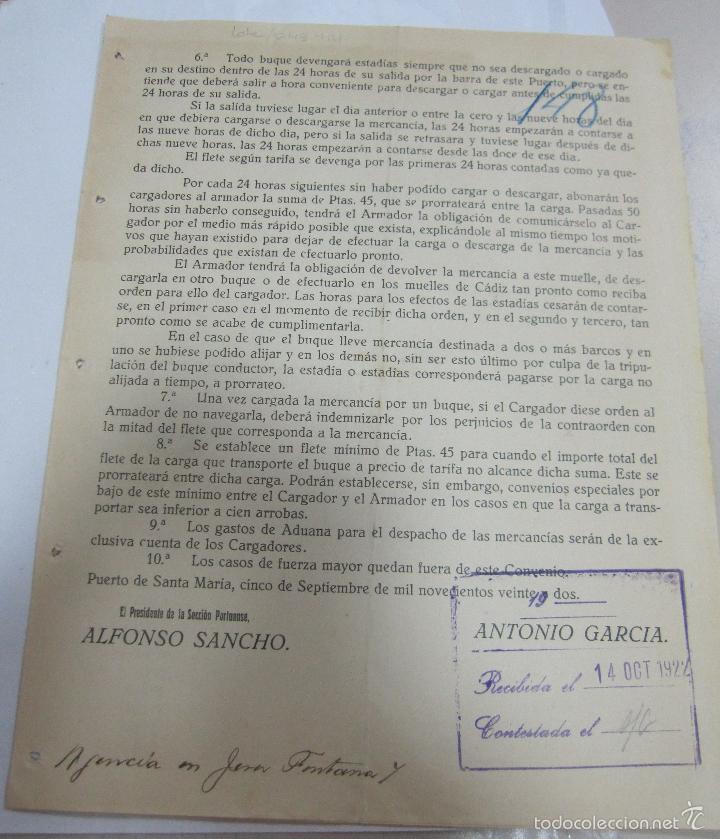 140
6.ª Todo buque devengará estadías siempre que no sea descargado o cargado
en su destino dentro de las 24 horas de su salida por la barra de este Puerto, pero se en-
tiende que deberá salir a hora conveniente para descargar o cargar antes de cumplidas las
24 horas de su salida.
Si la salida tuviese lugar el dia anterior o entre la cero y las nueve horas del dia
en que debiera cargarse o descargarse la mercancía, las 24 horas empezarán a contarse a
las nueve horas de dicho dia, pero si la salida se retrasara y tuviese lugar después de di-
chas nueve horas, las 24 horas empezarán a contarse desde las doce de ese dia.
El flete según tarifa se devenga por las primeras 24 horas contadas como ya que-
da dicho.
Por cada 24 horas siguientes sin haber podido cargar o descargar, abonarán los
cargadores al armador la suma de Ptas. 45, que se prorrateará entre la carga. Pasadas 50
horas sin haberlo conseguido, tendrá el Armador la obligación de comunicárselo al Car-
gador por el medio más rápido posible que exista, explicándole al mismo tiempo los moti-
vos que hayan existido para dejar de efectuar la carga o descarga de la mercancía y las
probabilidades que existan de efectuarlo pronto.
El Armador tendrá la obligación de devolver la mercancía a este muelle, de des-
cargarla en otro buque o de efectuarlo en los muelles de Cádiz tan pronto como reciba
orden para ello del cargador. Las horas para los efectos de las estadías cesarán de contar-
se, en el primer caso en el momento de recibir dicha orden, y en el segundo y tercero, tan
pronto como se acabe de cumplimentarla.
En el caso de que el buque lleve mercancía destinada a dos o más barcos y en
uno se hubiese podido alijar y en los demás no, sin ser esto último por culpa de la tripu-
lación del buque conductor, la estadía o estadías corresponderá pagarse por la carga no
alijada a tiempo, a prorrateo.
7.ª Una vez cargada la mercancía por un buque, si el Cargador diese orden al
Armador de no navegarla, deberá indemnizarle por los perjuicios de la contraorden con
la mitad del flete que corresponda a la mercancía.
8.ª Se establece un flete mínimo de Ptas. 45 para cuando el importe total del
flete de la carga que transporte el buque a precio de tarifa no alcance dicha suma. Este se
prorrateará entre dicha carga. Podrán establecerse, sin embargo, convenios especiales por
bajo de este mínimo entre el Cargador y el Armador en los casos en que la carga a trans-
portar sea inferior a cien arrobas.
9.ª Los gastos de Aduana para el despacho de las mercancías serán de la ex-
clusiva cuenta de los Cargadores.
10.ª Los casos de fuerza mayor quedan fuera de este Convenio.
Puerto de Santa María, cinco de Septiembre de mil novecientos veinte y dos.
El Presidente de la Sección Portuense,
ALFONSO SANCHO.
19
ANTONIO GARCIA.
Recibida el 14 OCT 1922
Contestada el
Agencia en Jerez Fontana 7
todocoleccion.net